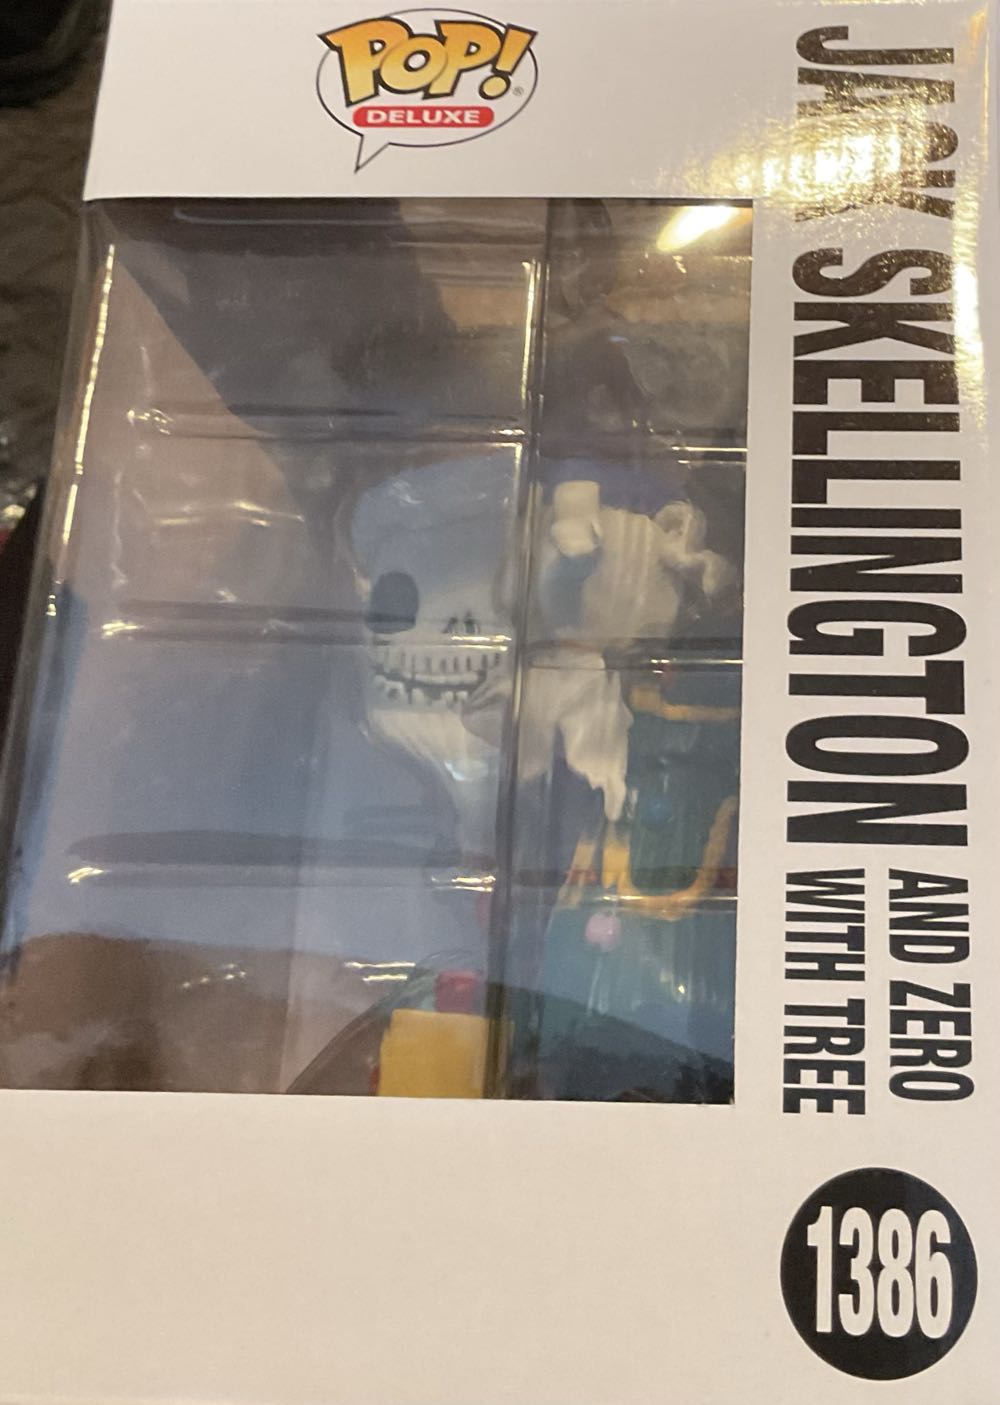 POP!®
DELUXE
JACK SKELLINGTON AND ZERO
WITH TREE
1386